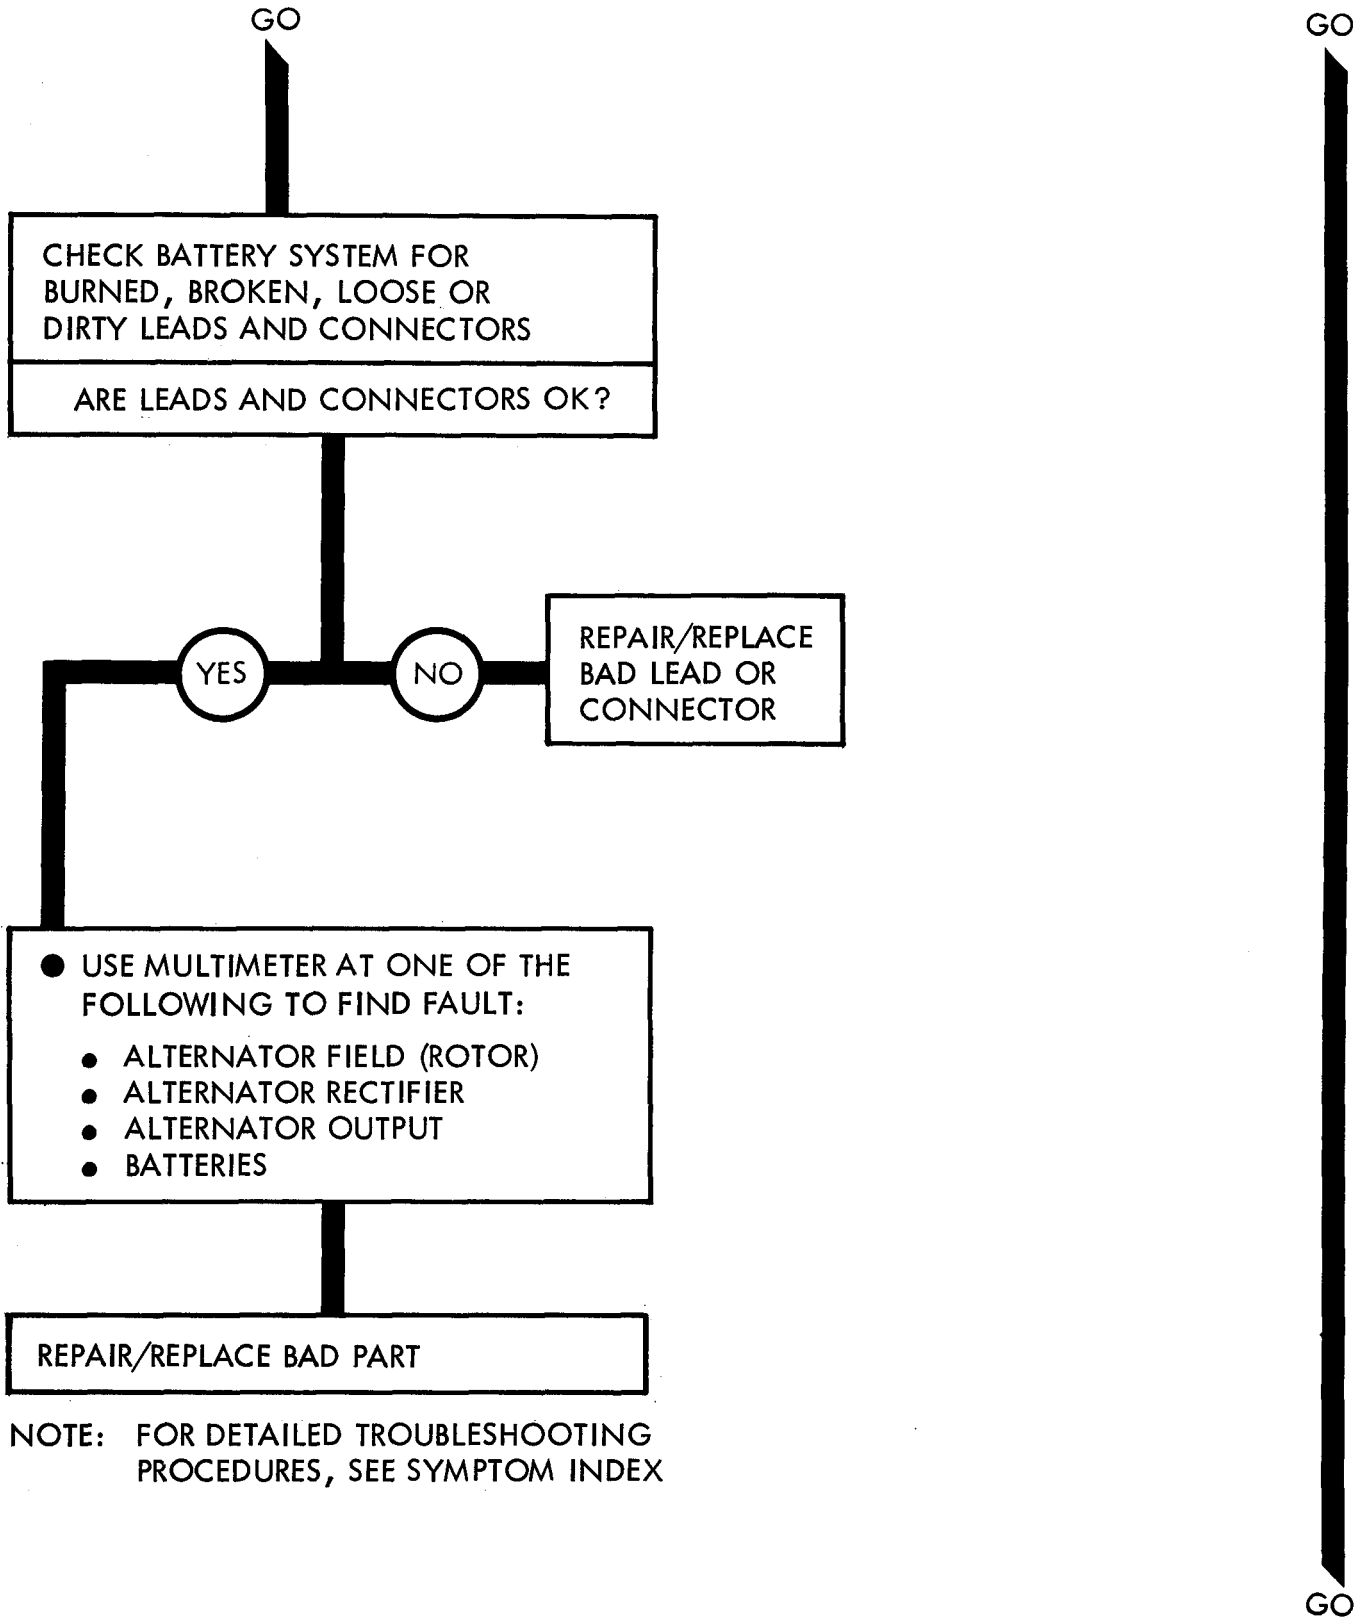 GO
GO
CHECK BATTERY SYSTEM FOR
BURNED, BROKEN, LOOSE OR
DIRTY LEADS AND CONNECTORS
ARE LEADS AND CONNECTORS OK?
YES
NO
REPAIR/REPLACE
BAD LEAD OR
CONNECTOR
● USE MULTIMETER AT ONE OF THE
FOLLOWING TO FIND FAULT:
● ALTERNATOR FIELD (ROTOR)
● ALTERNATOR RECTIFIER
● ALTERNATOR OUTPUT
● BATTERIES
REPAIR/REPLACE BAD PART
NOTE: FOR DETAILED TROUBLESHOOTING
PROCEDURES, SEE SYMPTOM INDEX
GO